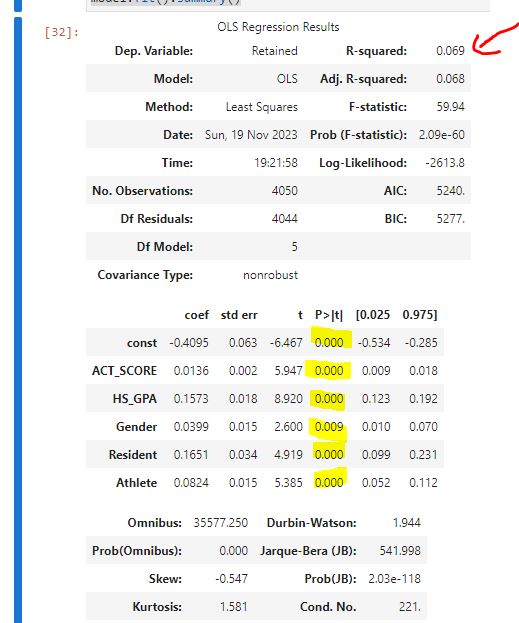 model.fit().summary()
[32]:
OLS Regression Results
Dep. Variable: Retained R-squared: 0.069
Model: OLS Adj. R-squared: 0.068
Method: Least Squares F-statistic: 59.94
Date: Sun, 19 Nov 2023 Prob (F-statistic): 2.09e-60
Time: 19:21:58 Log-Likelihood: -2613.8
No. Observations: 4050 AIC: 5240.
Df Residuals: 4044 BIC: 5277.
Df Model: 5
Covariance Type: nonrobust
coef std err t P>|t| [0.025 0.975]
const -0.4095 0.063 -6.467 0.000 -0.534 -0.285
ACT_SCORE 0.0136 0.002 5.947 0.000 0.009 0.018
HS_GPA 0.1573 0.018 8.920 0.000 0.123 0.192
Gender 0.0399 0.015 2.600 0.009 0.010 0.070
Resident 0.1651 0.034 4.919 0.000 0.099 0.231
Athlete 0.0824 0.015 5.385 0.000 0.052 0.112
Omnibus: 35577.250 Durbin-Watson: 1.944
Prob(Omnibus): 0.000 Jarque-Bera (JB): 541.998
Skew: -0.547 Prob(JB): 2.03e-118
Kurtosis: 1.581 Cond. No. 221.